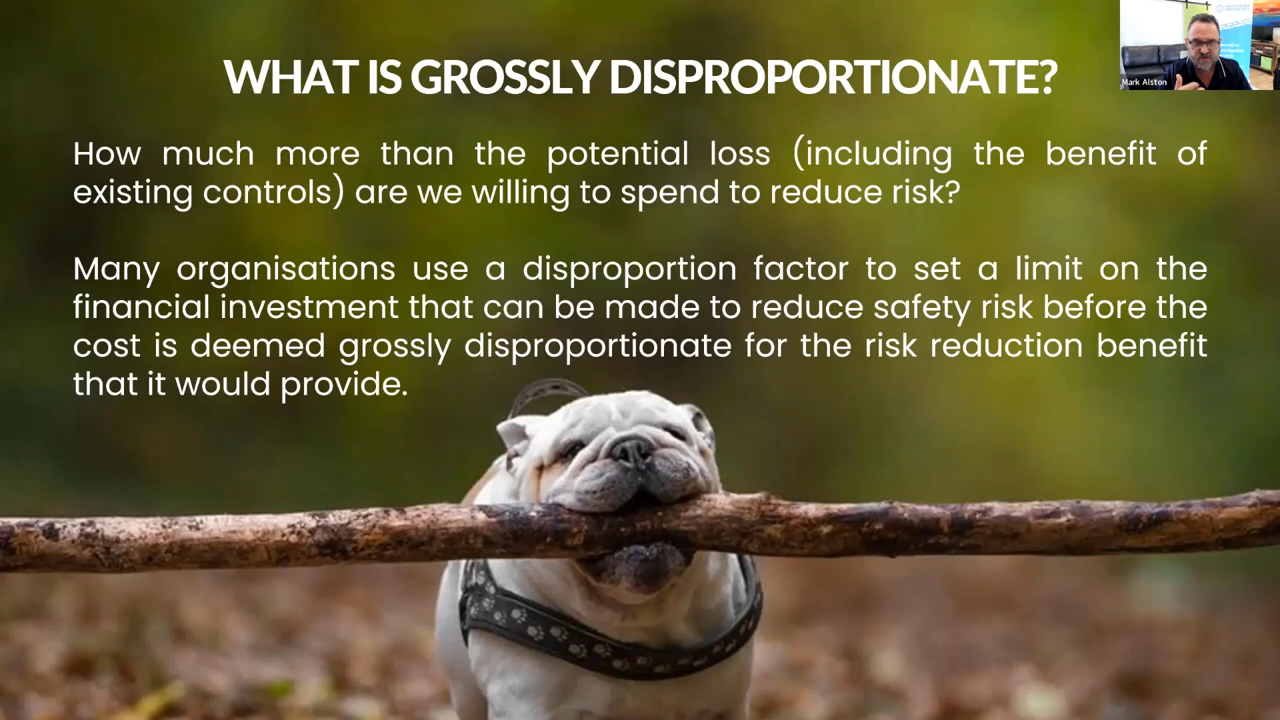 WHAT IS GROSSLY DISPROPORTIONATE?
How much more than the potential loss (including the benefit of
existing controls) are we willing to spend to reduce risk?
Many organisations use a disproportion factor to set a limit on the
financial investment that can be made to reduce safety risk before the
cost is deemed grossly disproportionate for the risk reduction benefit
that it would provide.
Mark Alston